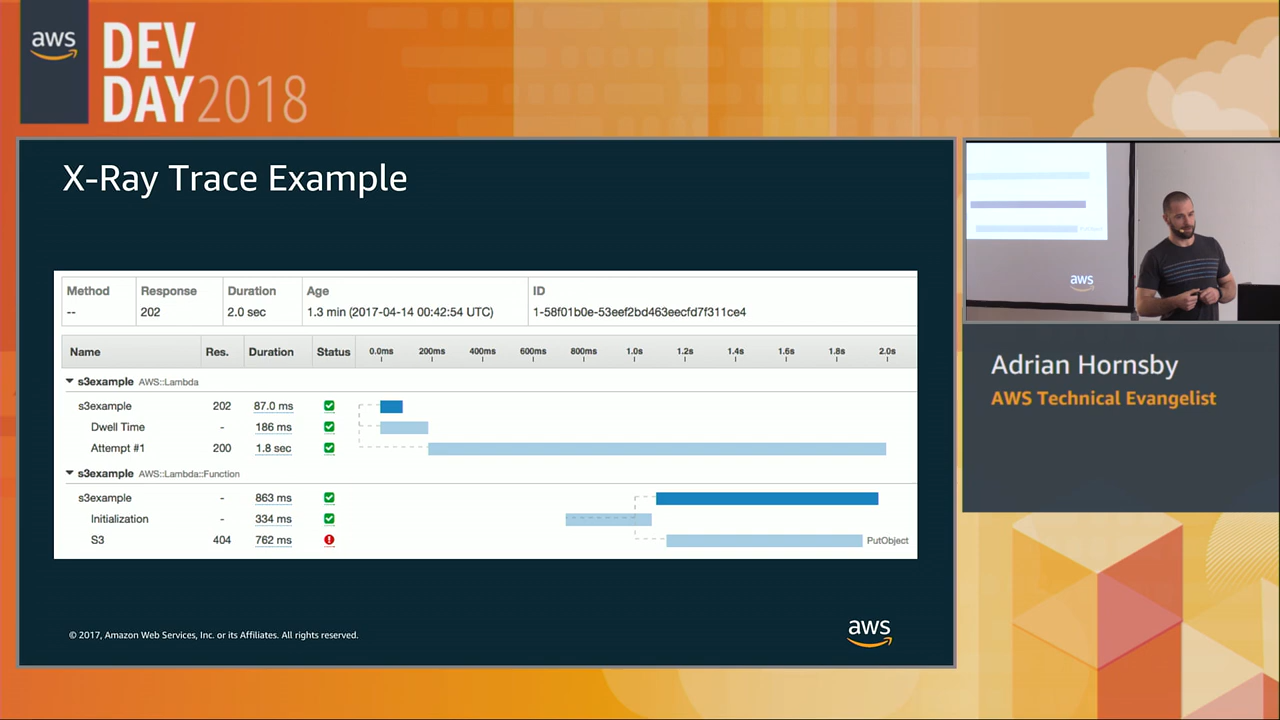 aws
DEV
DAY2018
X-Ray Trace Example
Method Response Duration Age ID
-- 202 2.0 sec 1.3 min (2017-04-14 00:42:54 UTC) 1-58f01b0e-53eef2bd463eecfd7f311ce4
Name Res. Duration Status 0.0ms 200ms 400ms 600ms 800ms 1.0s 1.2s 1.4s 1.6s 1.8s 2.0s
s3example AWS::Lambda
s3example 202 87.0 ms
Dwell Time - 186 ms
Attempt #1 200 1.8 sec
s3example AWS::Lambda::Function
s3example - 863 ms
Initialization - 334 ms
S3 404 762 ms PutObject
© 2017, Amazon Web Services, Inc. or its Affiliates. All rights reserved.
aws
aws
Adrian Hornsby
AWS Technical Evangelist